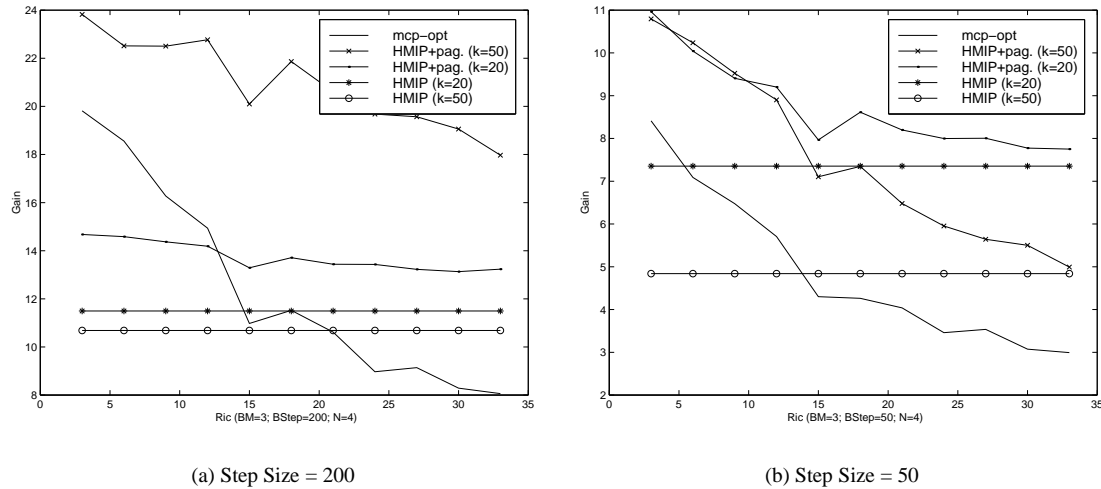 24
22
20
18
16
14
12
10
8
Gain
mcp-opt
HMIP+pag. (k=50)
HMIP+pag. (k=20)
HMIP (k=20)
HMIP (k=50)
0 5 10 15 20 25 30 35
Ric (BM=3; BStep=200; N=4)
(a) Step Size = 200
11
10
9
8
7
6
5
4
3
2
Gain
mcp-opt
HMIP+pag. (k=50)
HMIP+pag. (k=20)
HMIP (k=20)
HMIP (k=50)
0 5 10 15 20 25 30 35
Ric (BM=3; BStep=50; N=4)
(b) Step Size = 50